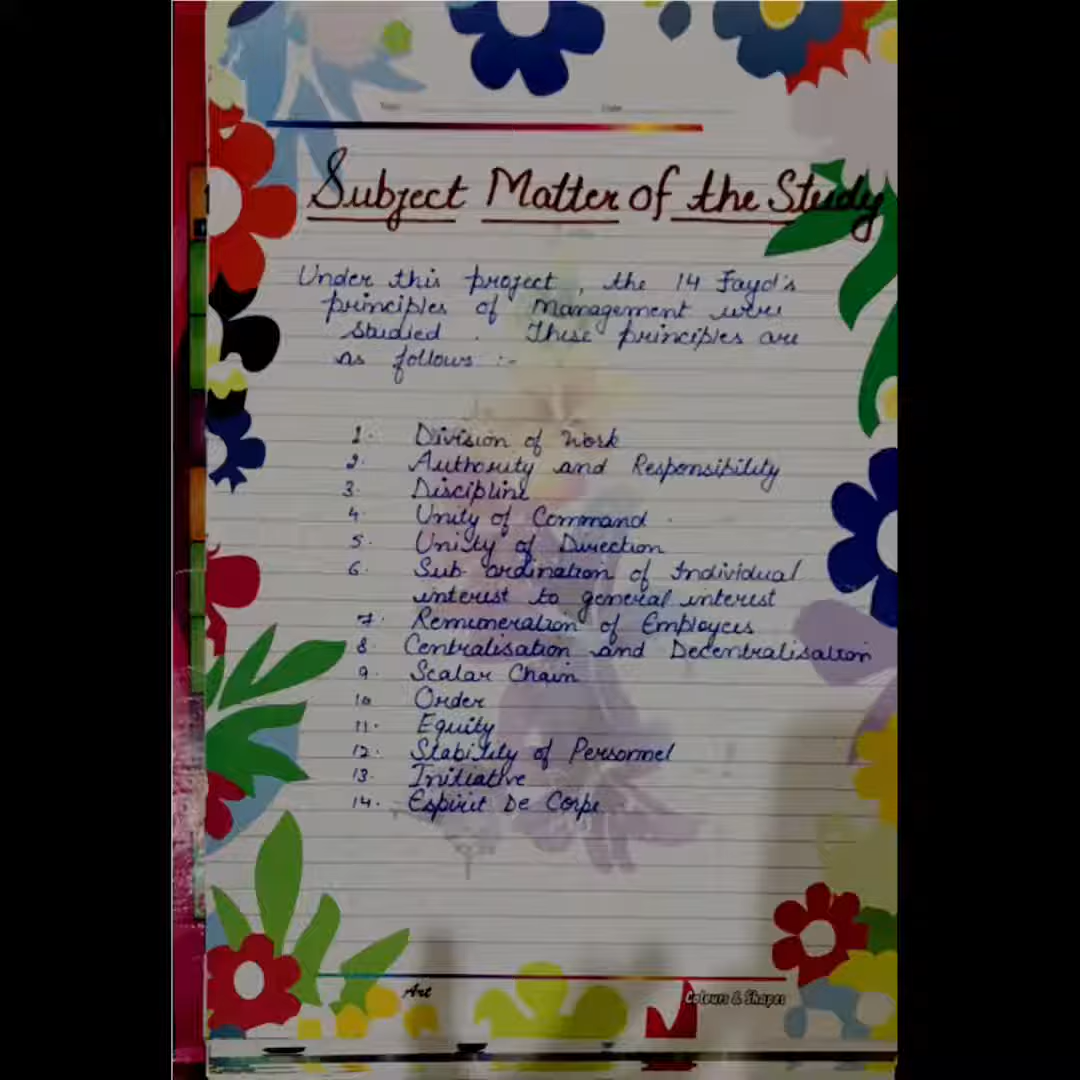 Subject Matter of the Study
Under this project, the 14 Fayol's
principles of Management were
studied. These principles are
as follows :-
1. Division of Work
2. Authority and Responsibility
3. Discipline
4. Unity of Command
5. Unity of Direction
6. Sub ordination of Individual
interest to general interest
7. Remuneration of Employees
8. Centralisation and Decentralisation
9. Scalar Chain
10 Order
11. Equity
12. Stability of Personnel
13. Initiative
14. Espirit De Corps
Art
Colours & Shapes